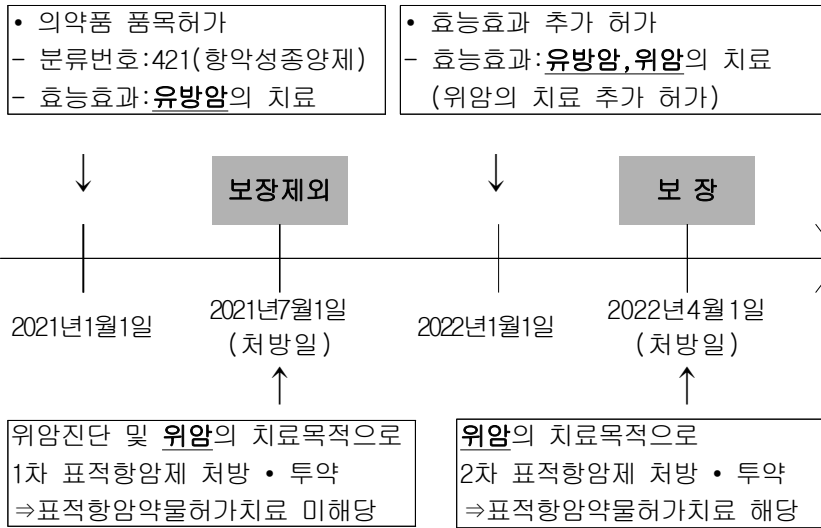 • 의약품 품목허가
- 분류번호:421(항악성종양제)
- 효능효과:유방암의 치료
• 효능효과 추가 허가
- 효능효과:유방암,위암의 치료
(위암의 치료 추가 허가)
보장제외
보 장
2021년1월1일
2021년7월1일
(처방일)
2022년1월1일
2022년4월1일
(처방일)
위암진단 및 위암의 치료목적으로
1차 표적항암제 처방 • 투약
⇒표적항암약물허가치료 미해당
위암의 치료목적으로
2차 표적항암제 처방 • 투약
⇒표적항암약물허가치료 해당